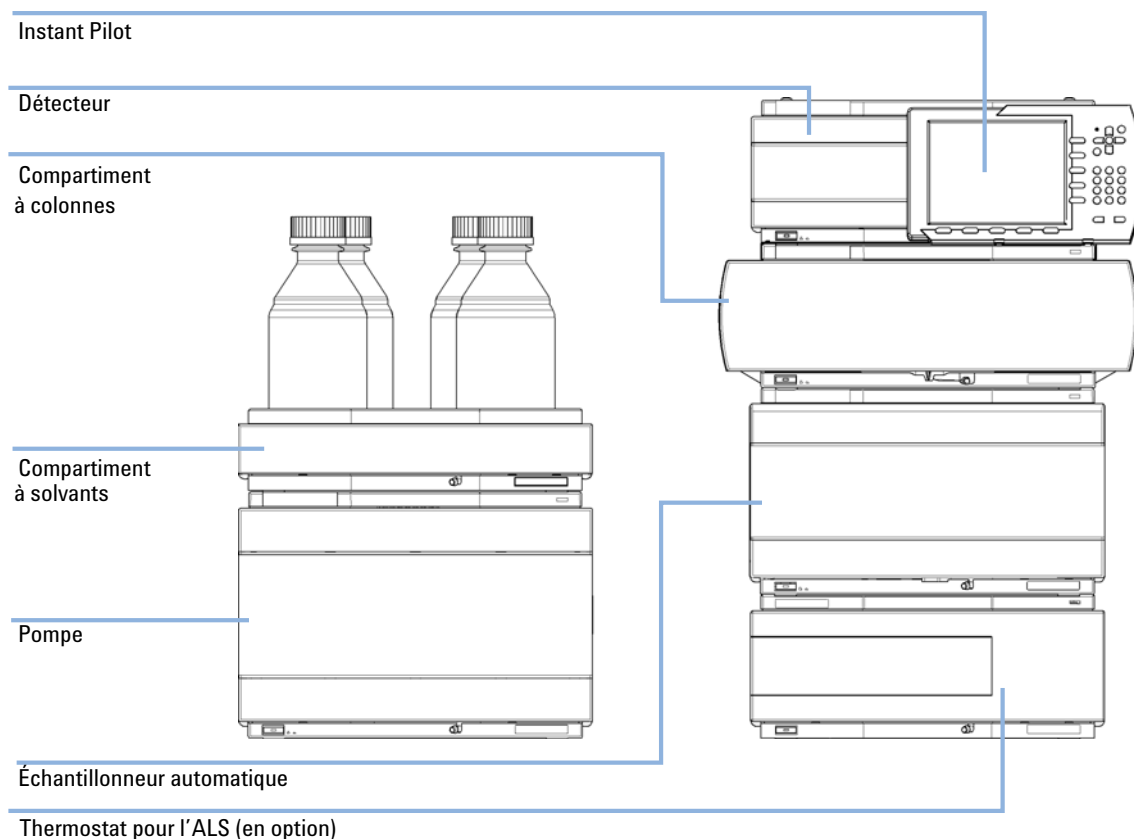 Instant Pilot
Détecteur
Compartiment
à colonnes
Compartiment
à solvants
Pompe
Échantillonneur automatique
Thermostat pour l'ALS (en option)